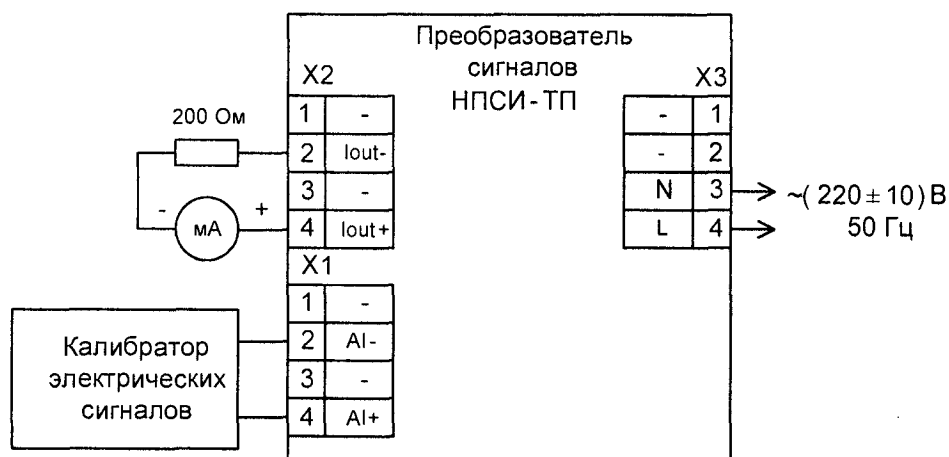 Преобразователь
сигналов
НПСИ-ТП
X2
1 -
2 Iout-
3 -
4 Iout+
200 Ом
- +
мА
X1
1 -
2 AI-
3 -
4 AI+
Калибратор
электрических
сигналов
X3
- 1
- 2
N 3
L 4
~(220±10)В
50 Гц